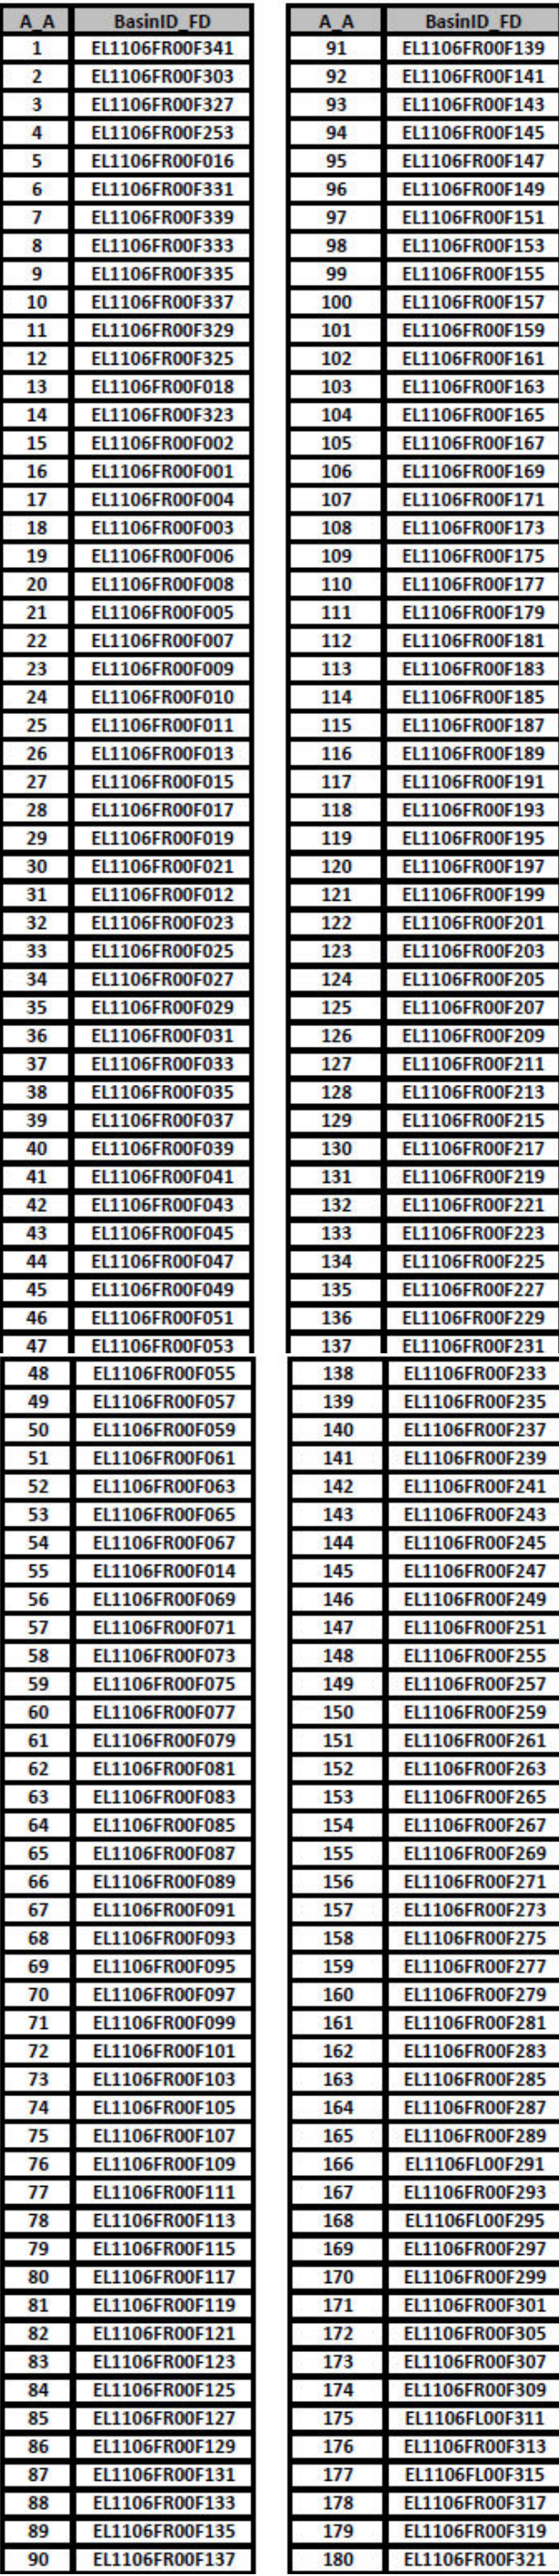 A_A BasinID_FD A_A BasinID_FD
1 EL1106FR00F341 91 EL1106FR00F139
2 EL1106FR00F303 92 EL1106FR00F141
3 EL1106FR00F327 93 EL1106FR00F143
4 EL1106FR00F253 94 EL1106FR00F145
5 EL1106FR00F016 95 EL1106FR00F147
6 EL1106FR00F331 96 EL1106FR00F149
7 EL1106FR00F339 97 EL1106FR00F151
8 EL1106FR00F333 98 EL1106FR00F153
9 EL1106FR00F335 99 EL1106FR00F155
10 EL1106FR00F337 100 EL1106FR00F157
11 EL1106FR00F329 101 EL1106FR00F159
12 EL1106FR00F325 102 EL1106FR00F161
13 EL1106FR00F018 103 EL1106FR00F163
14 EL1106FR00F323 104 EL1106FR00F165
15 EL1106FR00F002 105 EL1106FR00F167
16 EL1106FR00F001 106 EL1106FR00F169
17 EL1106FR00F004 107 EL1106FR00F171
18 EL1106FR00F003 108 EL1106FR00F173
19 EL1106FR00F006 109 EL1106FR00F175
20 EL1106FR00F008 110 EL1106FR00F177
21 EL1106FR00F005 111 EL1106FR00F179
22 EL1106FR00F007 112 EL1106FR00F181
23 EL1106FR00F009 113 EL1106FR00F183
24 EL1106FR00F010 114 EL1106FR00F185
25 EL1106FR00F011 115 EL1106FR00F187
26 EL1106FR00F013 116 EL1106FR00F189
27 EL1106FR00F015 117 EL1106FR00F191
28 EL1106FR00F017 118 EL1106FR00F193
29 EL1106FR00F019 119 EL1106FR00F195
30 EL1106FR00F021 120 EL1106FR00F197
31 EL1106FR00F012 121 EL1106FR00F199
32 EL1106FR00F023 122 EL1106FR00F201
33 EL1106FR00F025 123 EL1106FR00F203
34 EL1106FR00F027 124 EL1106FR00F205
35 EL1106FR00F029 125 EL1106FR00F207
36 EL1106FR00F031 126 EL1106FR00F209
37 EL1106FR00F033 127 EL1106FR00F211
38 EL1106FR00F035 128 EL1106FR00F213
39 EL1106FR00F037 129 EL1106FR00F215
40 EL1106FR00F039 130 EL1106FR00F217
41 EL1106FR00F041 131 EL1106FR00F219
42 EL1106FR00F043 132 EL1106FR00F221
43 EL1106FR00F045 133 EL1106FR00F223
44 EL1106FR00F047 134 EL1106FR00F225
45 EL1106FR00F049 135 EL1106FR00F227
46 EL1106FR00F051 136 EL1106FR00F229
47 EL1106FR00F053 137 EL1106FR00F231
48 EL1106FR00F055 138 EL1106FR00F233
49 EL1106FR00F057 139 EL1106FR00F235
50 EL1106FR00F059 140 EL1106FR00F237
51 EL1106FR00F061 141 EL1106FR00F239
52 EL1106FR00F063 142 EL1106FR00F241
53 EL1106FR00F065 143 EL1106FR00F243
54 EL1106FR00F067 144 EL1106FR00F245
55 EL1106FR00F014 145 EL1106FR00F247
56 EL1106FR00F069 146 EL1106FR00F249
57 EL1106FR00F071 147 EL1106FR00F251
58 EL1106FR00F073 148 EL1106FR00F255
59 EL1106FR00F075 149 EL1106FR00F257
60 EL1106FR00F077 150 EL1106FR00F259
61 EL1106FR00F079 151 EL1106FR00F261
62 EL1106FR00F081 152 EL1106FR00F263
63 EL1106FR00F083 153 EL1106FR00F265
64 EL1106FR00F085 154 EL1106FR00F267
65 EL1106FR00F087 155 EL1106FR00F269
66 EL1106FR00F089 156 EL1106FR00F271
67 EL1106FR00F091 157 EL1106FR00F273
68 EL1106FR00F093 158 EL1106FR00F275
69 EL1106FR00F095 159 EL1106FR00F277
70 EL1106FR00F097 160 EL1106FR00F279
71 EL1106FR00F099 161 EL1106FR00F281
72 EL1106FR00F101 162 EL1106FR00F283
73 EL1106FR00F103 163 EL1106FR00F285
74 EL1106FR00F105 164 EL1106FR00F287
75 EL1106FR00F107 165 EL1106FR00F289
76 EL1106FR00F109 166 EL1106FL00F291
77 EL1106FR00F111 167 EL1106FR00F293
78 EL1106FR00F113 168 EL1106FL00F295
79 EL1106FR00F115 169 EL1106FR00F297
80 EL1106FR00F117 170 EL1106FR00F299
81 EL1106FR00F119 171 EL1106FR00F301
82 EL1106FR00F121 172 EL1106FR00F305
83 EL1106FR00F123 173 EL1106FR00F307
84 EL1106FR00F125 174 EL1106FR00F309
85 EL1106FR00F127 175 EL1106FL00F311
86 EL1106FR00F129 176 EL1106FR00F313
87 EL1106FR00F131 177 EL1106FL00F315
88 EL1106FR00F133 178 EL1106FR00F317
89 EL1106FR00F135 179 EL1106FR00F319
90 EL1106FR00F137 180 EL1106FR00F321